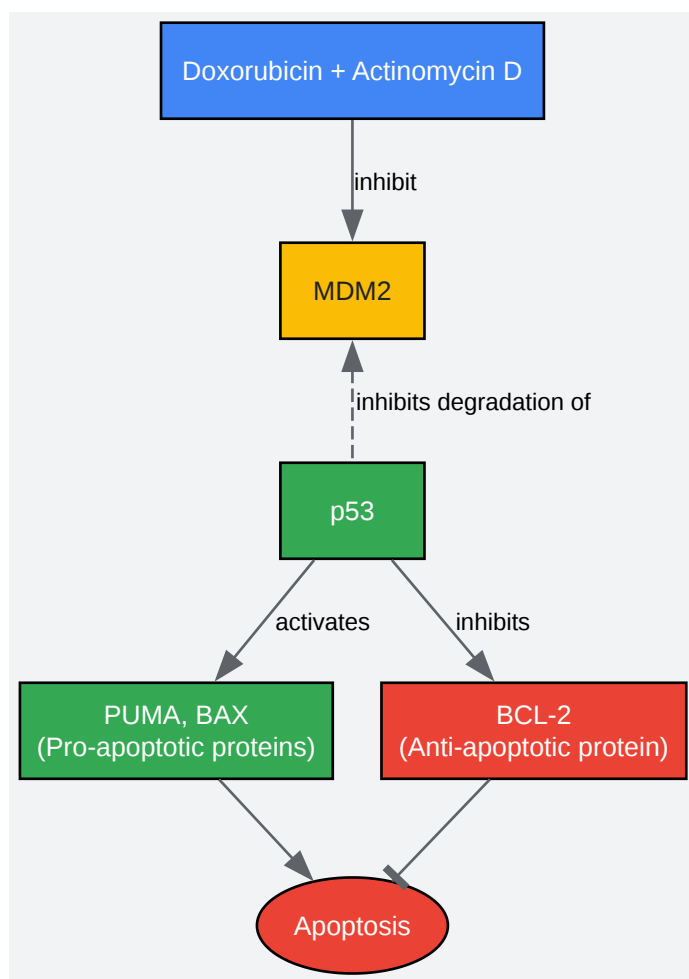 Doxorubicin + Actinomycin D
inhibit
MDM2
inhibits degradation of
p53
activates
inhibits
PUMA, BAX
(Pro-apoptotic proteins)
BCL-2
(Anti-apoptotic protein)
Apoptosis